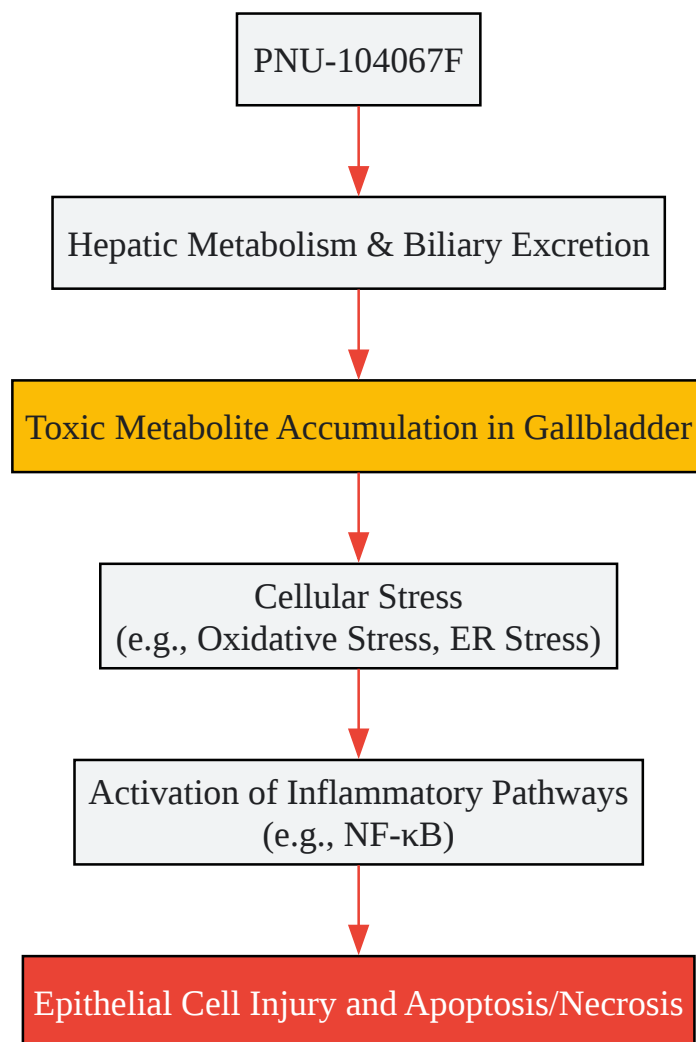 PNU-104067F
Hepatic Metabolism & Biliary Excretion
Toxic Metabolite Accumulation in Gallbladder
Cellular Stress
(e.g., Oxidative Stress, ER Stress)
Activation of Inflammatory Pathways
(e.g., NF-κB)
Epithelial Cell Injury and Apoptosis/Necrosis